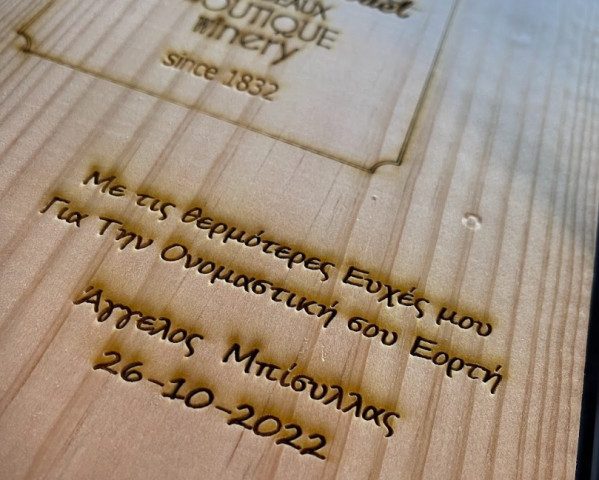 BOUTIQUE
winery
since 1832
Με τις θερμότερες Ευχές μου
Για Την Ονομαστική σου Εορτή
Άγγελος Μπίσυλλας
26-10-2022